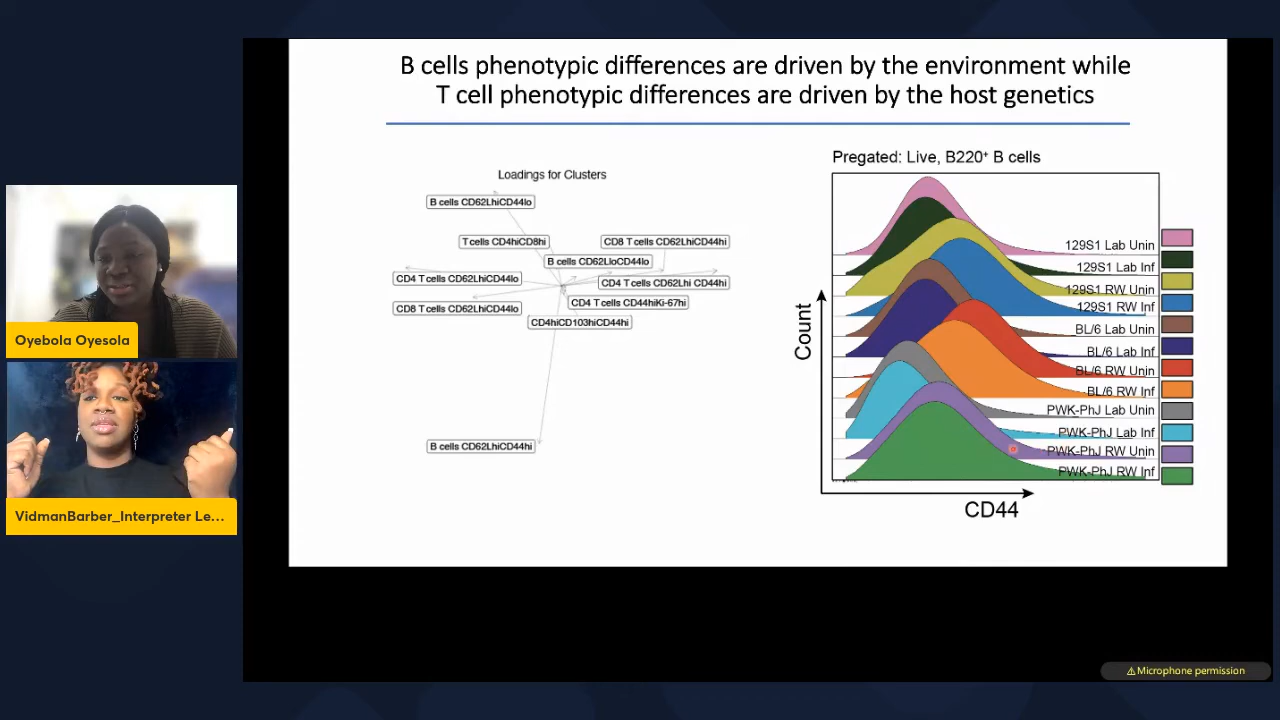 B cells phenotypic differences are driven by the environment while
T cell phenotypic differences are driven by the host genetics
Loadings for Clusters
B cells CD62LhiCD44lo
T cells CD4hiCD8hi
CD8 T cells CD62LhiCD44hi
B cells CD62LloCD44lo
CD4 T cells CD62LhiCD44lo
CD4 T cells CD62Lhi CD44hi
CD8 T cells CD62LhiCD44lo
CD4 T cells CD44hiKi-67hi
CD4hiCD103hiCD44hi
B cells CD62LhiCD44hi
Pregated: Live, B220+ B cells
129S1 Lab Unin
129S1 Lab Inf
129S1 RW Unin
129S1 RW Inf
BL/6 Lab Unin
BL/6 Lab Inf
BL/6 RW Unin
BL/6 RW Inf
PWK-PhJ Lab Unin
PWK-PhJ Lab Inf
PWK-PhJ RW Unin
PWK-PhJ RW Inf
Count
CD44
Oyebola Oyesola
VidmanBarber_Interpreter Le...
Microphone permission